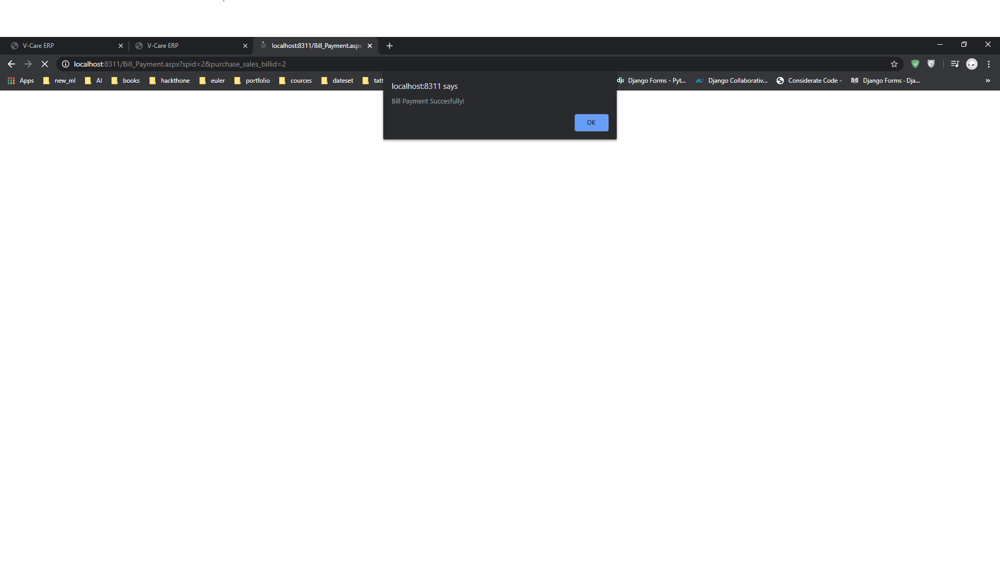 V-Care ERP
V-Care ERP
localhost:8311/Bill_Payment.aspx
localhost:8311/Bill_Payment.aspx?spid=2&purchase_sales_billid=2
Apps new_ml AI books hackthone euler portfolio cources dateset tatt dji Django Forms - Pyt... Django Collaborativ... Considerate Code - Django Forms · Dja... »
localhost:8311 says
Bill Payment Succesfully!
OK